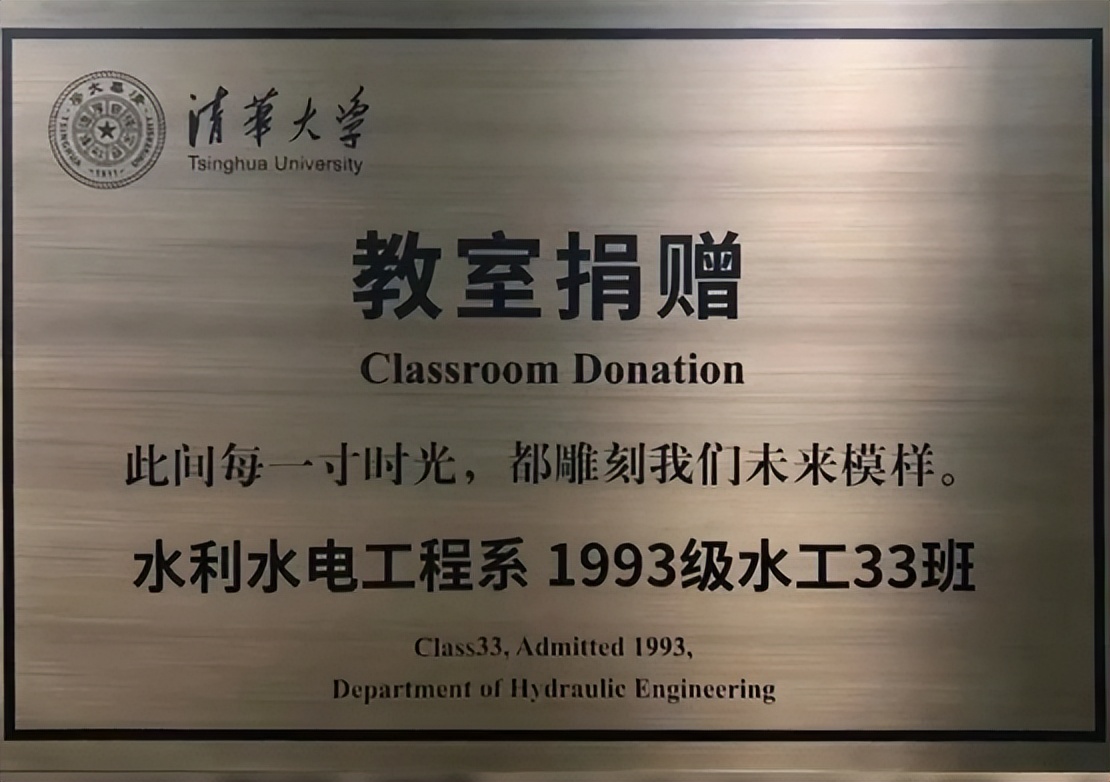 清华大学
Tsinghua University
教室捐赠
Classroom Donation
此间每一寸时光，都雕刻我们未来模样。
水利水电工程系 1993级水工33班
Class33, Admitted 1993,
Department of Hydraulic Engineering